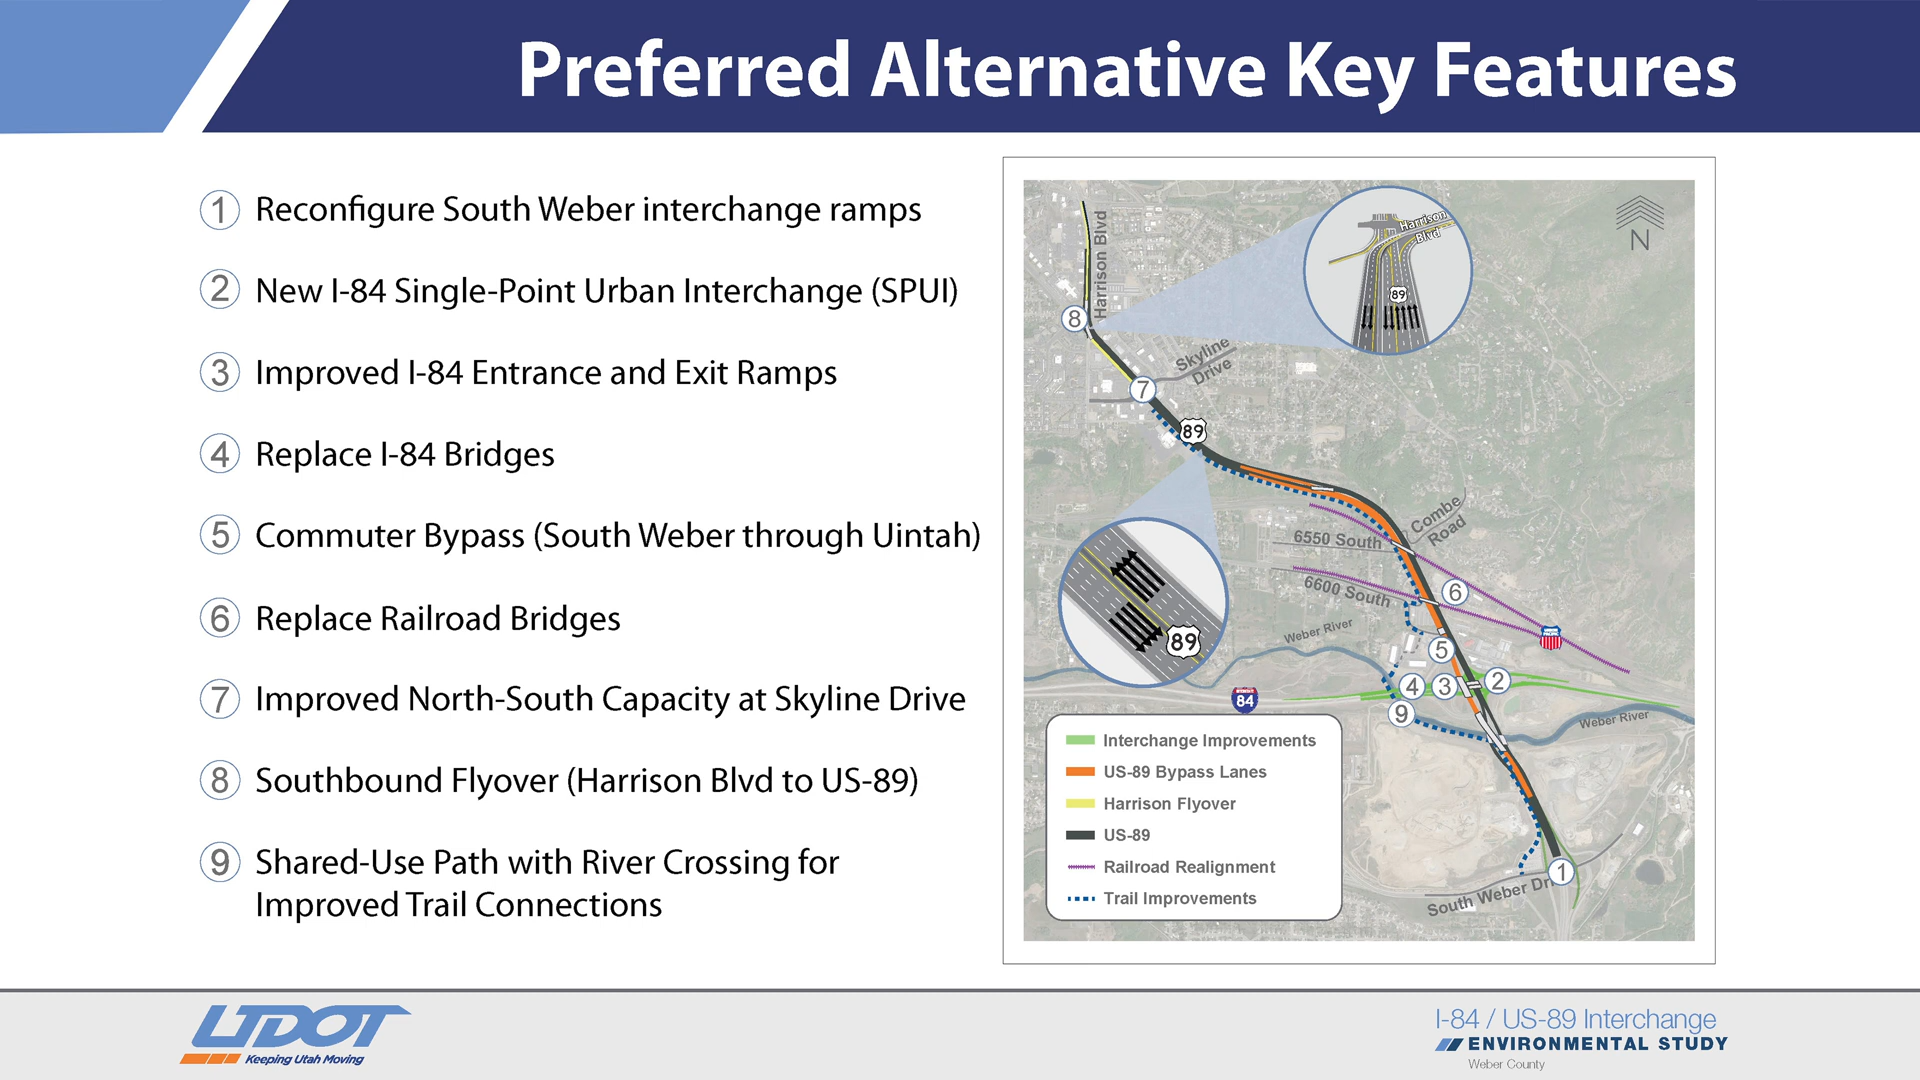 Preferred Alternative Key Features
1 Reconfigure South Weber interchange ramps
2 New I-84 Single-Point Urban Interchange (SPUI)
3 Improved I-84 Entrance and Exit Ramps
4 Replace I-84 Bridges
5 Commuter Bypass (South Weber through Uintah)
6 Replace Railroad Bridges
7 Improved North-South Capacity at Skyline Drive
8 Southbound Flyover (Harrison Blvd to US-89)
9 Shared-Use Path with River Crossing for
Improved Trail Connections
Harrison Blvd
Harrison
Blvd
89
N
8
Skyline
Drive
7
89
Combe
Road
6550 South
6600 South
6
89
Weber River
5
84
4
3
2
9
Weber River
Interchange Improvements
US-89 Bypass Lanes
Harrison Flyover
US-89
Railroad Realignment
Trail Improvements
1
South Weber Dri
UDOT
Keeping Utah Moving
I-84 / US-89 Interchange
ENVIRONMENTAL STUDY
Weber County